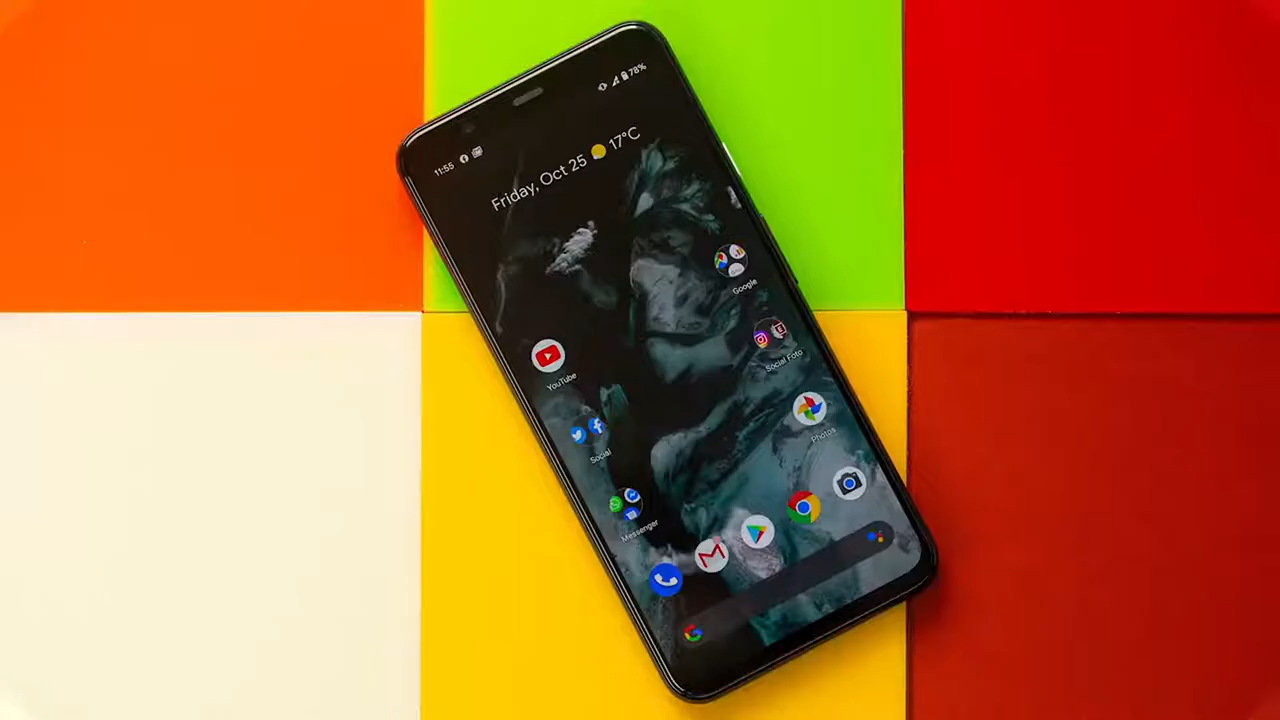 11:55
78%
Friday, Oct 25 17°C
Google
YouTube
Social Foto
Social
Photos
Messenger